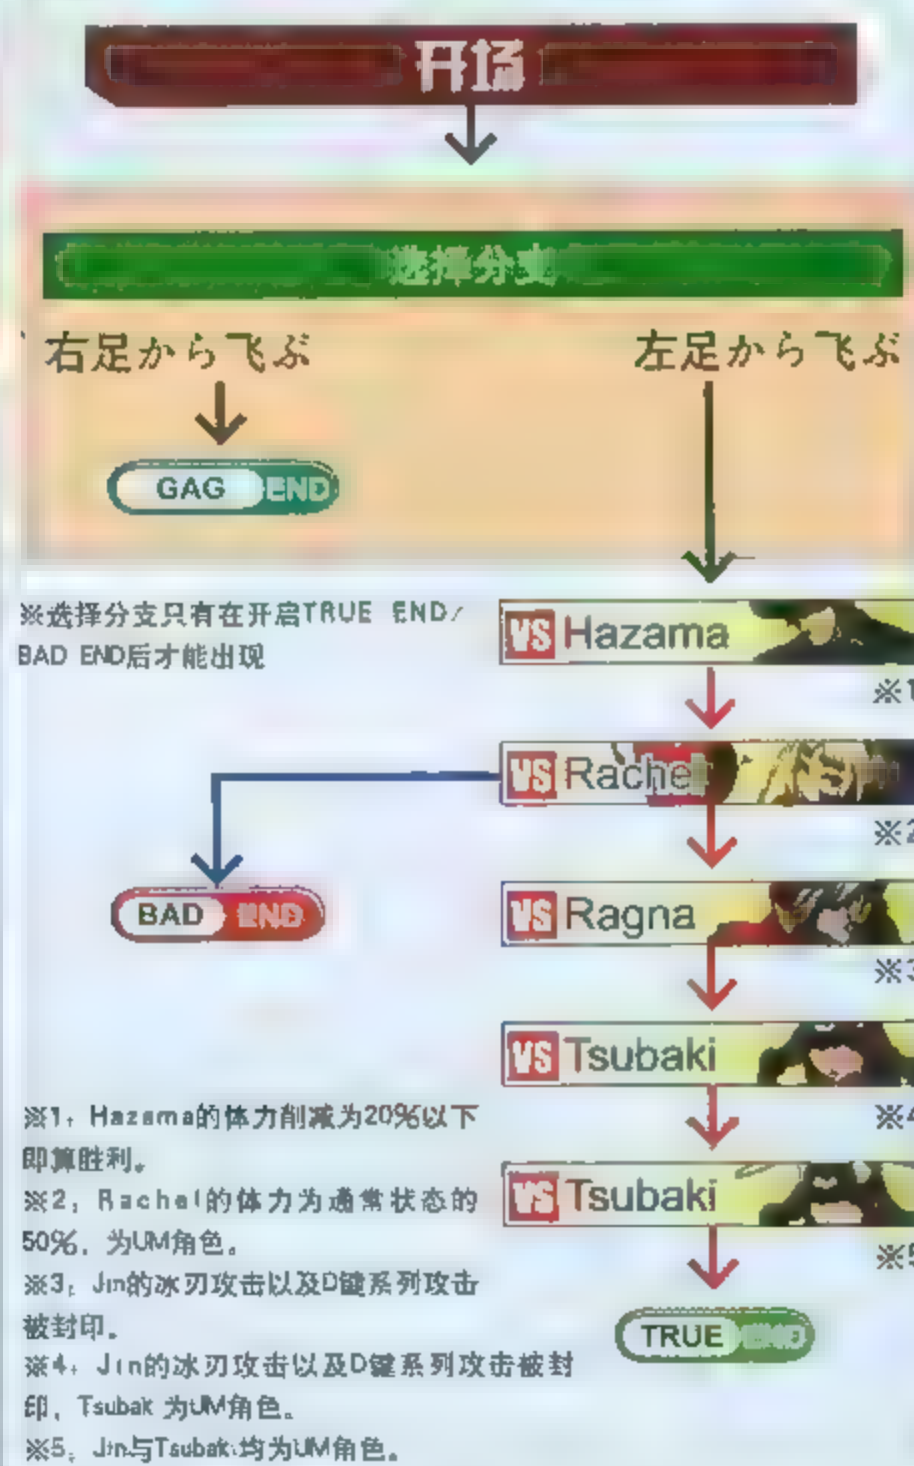 开场
选择分支
右足から飞ぶ
左足から飞ぶ
GAG END
※选择分支只有在开启TRUE END/
BAD END后才能出现
VS Hazama
※1
VS Rachel
※2
BAD END
VS Ragna
※3
VS Tsubaki
※4
VS Tsubaki
※5
TRUE END
※1，Hazama的体力削减为20%以下
即算胜利。
※2，Rachel的体力为通常状态的
50%，为UM角色。
※3，Jin的冰刃攻击以及D键系列攻击
被封印。
※4，Jin的冰刃攻击以及D键系列攻击被封
印，Tsubaki为UM角色。
※5，Jin与Tsubaki均为UM角色。